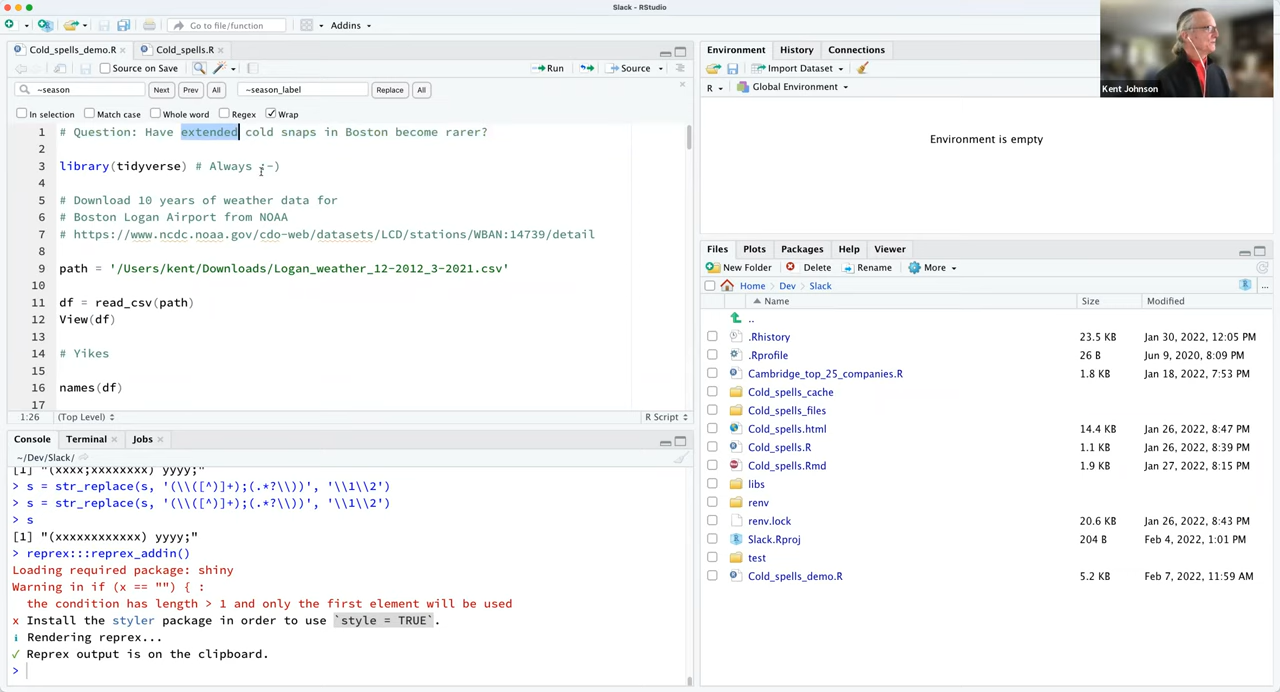 Slack - RStudio
Go to file/function
Addins
Cold_spells_demo.R
Cold_spells.R
Source on Save
Run
Source
~season
Next
Prev
All
~season_label
Replace
All
In selection
Match case
Whole word
Regex
Wrap
1 # Question: Have extended cold snaps in Boston become rarer?
2
3 library(tidyverse) # Always :-)
4
5 # Download 10 years of weather data for
6 # Boston Logan Airport from NOAA
7 # https://www.ncdc.noaa.gov/cdo-web/datasets/LCD/stations/WBAN:14739/detail
8
9 path = '/Users/kent/Downloads/Logan_weather_12-2012_3-2021.csv'
10
11 df = read_csv(path)
12 View(df)
13
14 # Yikes
15
16 names(df)
17
1:26 (Top Level) R Script
Console Terminal Jobs
~/Dev/Slack/
[1] "(xxxx;xxxxxxxx) yyyy;"
> s = str_replace(s, '(\\([^)]+);(.*?\\))', '\\1\\2')
> s = str_replace(s, '(\\([^)]+);(.*?\\))', '\\1\\2')
> s
[1] "(xxxxxxxxxxxx) yyyy;"
> reprex:::reprex_addin()
Loading required package: shiny
Warning in if (x == "") { :
the condition has length > 1 and only the first element will be used
x Install the styler package in order to use `style = TRUE`.
i Rendering reprex...
✓ Reprex output is on the clipboard.
>
Environment History Connections
Import Dataset
R Global Environment
Environment is empty
Kent Johnson
Files Plots Packages Help Viewer
New Folder Delete Rename More
Home Dev Slack
Name Size Modified
..
.Rhistory 23.5 KB Jan 30, 2022, 12:05 PM
.Rprofile 26 B Jun 9, 2020, 8:09 PM
Cambridge_top_25_companies.R 1.8 KB Jan 18, 2022, 7:53 PM
Cold_spells_cache
Cold_spells_files
Cold_spells.html 14.4 KB Jan 26, 2022, 8:47 PM
Cold_spells.R 1.1 KB Jan 26, 2022, 8:39 PM
Cold_spells.Rmd 1.9 KB Jan 27, 2022, 8:15 PM
libs
renv
renv.lock 20.6 KB Jan 26, 2022, 8:43 PM
Slack.Rproj 204 B Feb 4, 2022, 1:01 PM
test
Cold_spells_demo.R 5.2 KB Feb 7, 2022, 11:59 AM